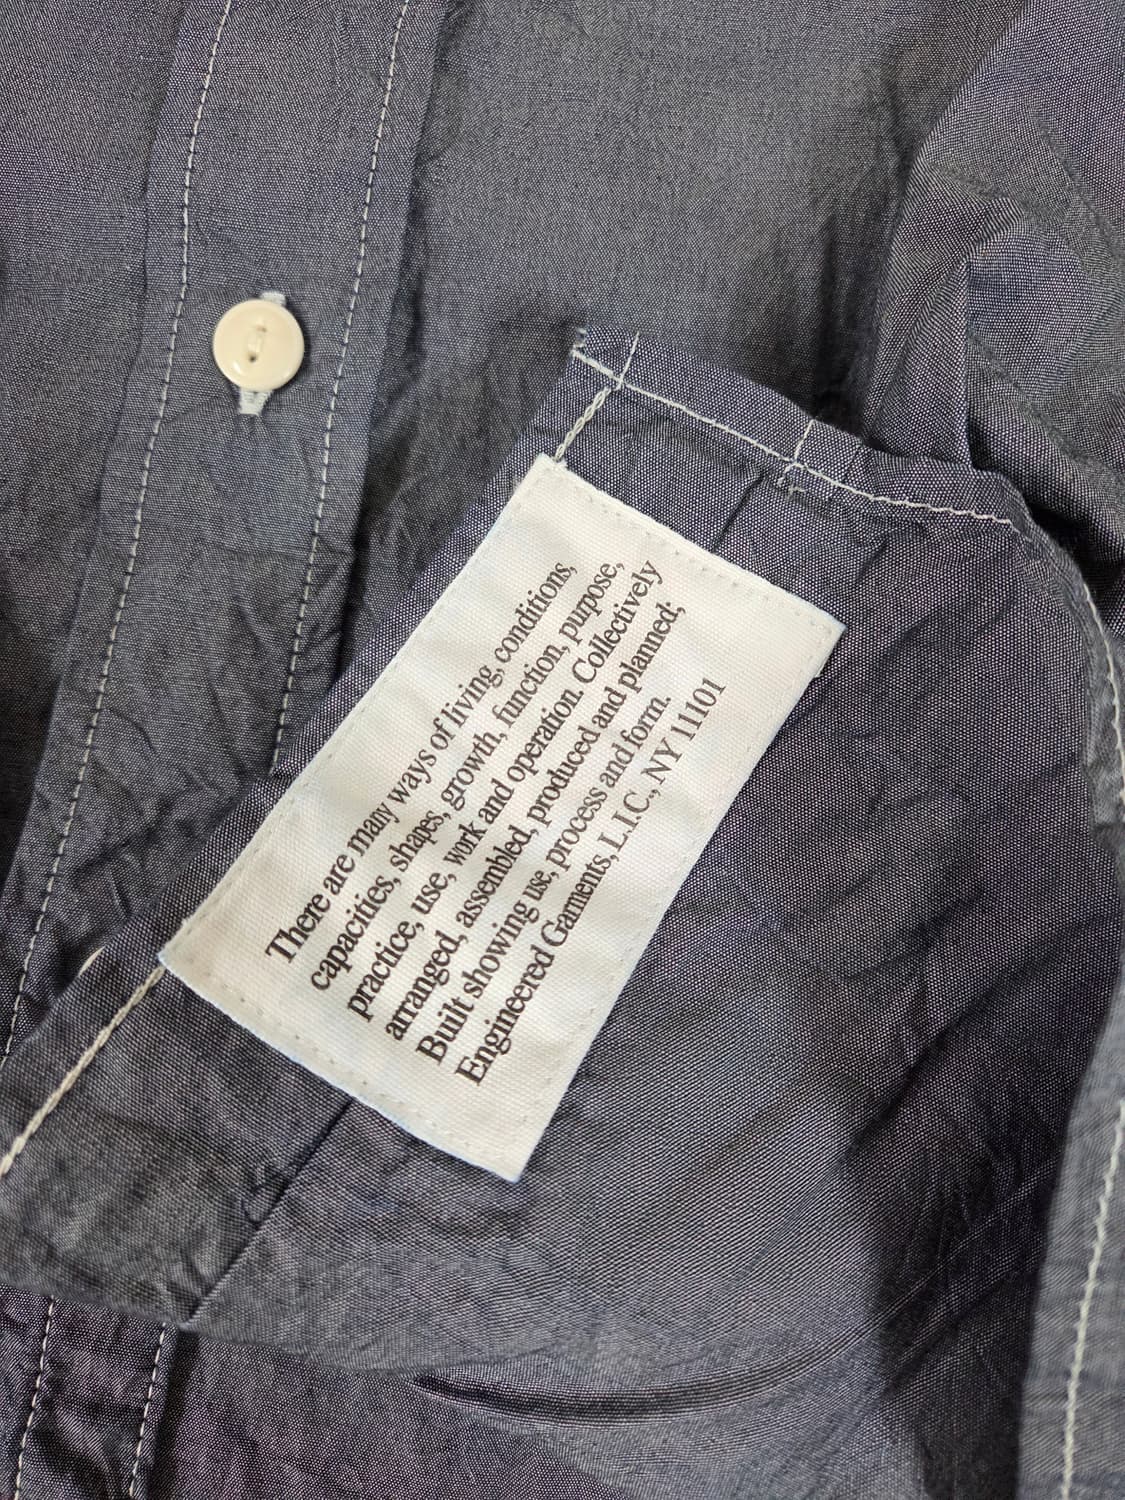 There are many ways of living, conditions,
capacities, shapes, growth, function, purpose,
practice, use, work and operation. Collectively
arranged, assembled, produced and planned;
Built showing use, process and form.
Engineered Garments, L.I.C., NY 11101